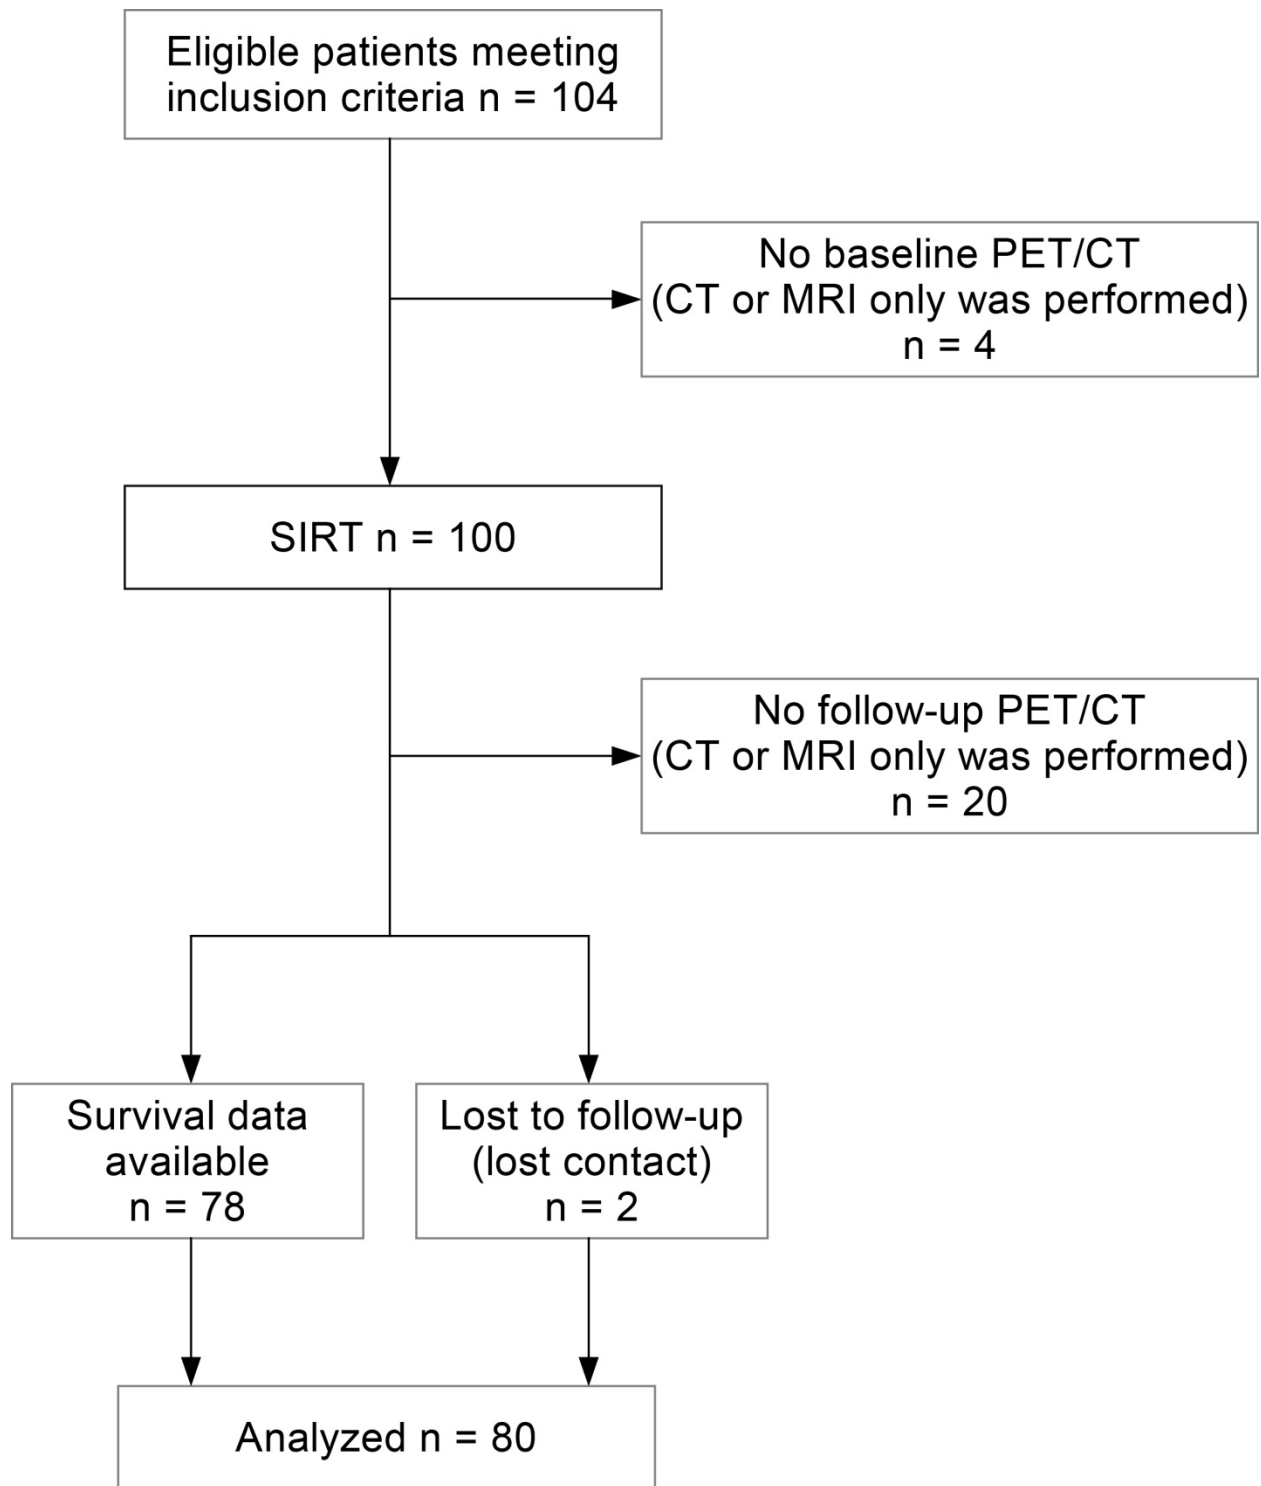 Eligible patients meeting
inclusion criteria n = 104
No baseline PET/CT
(CT or MRI only was performed)
n = 4
SIRT n = 100
No follow-up PET/CT
(CT or MRI only was performed)
n = 20
Survival data
available
n = 78
Lost to follow-up
(lost contact)
n = 2
Analyzed n = 80